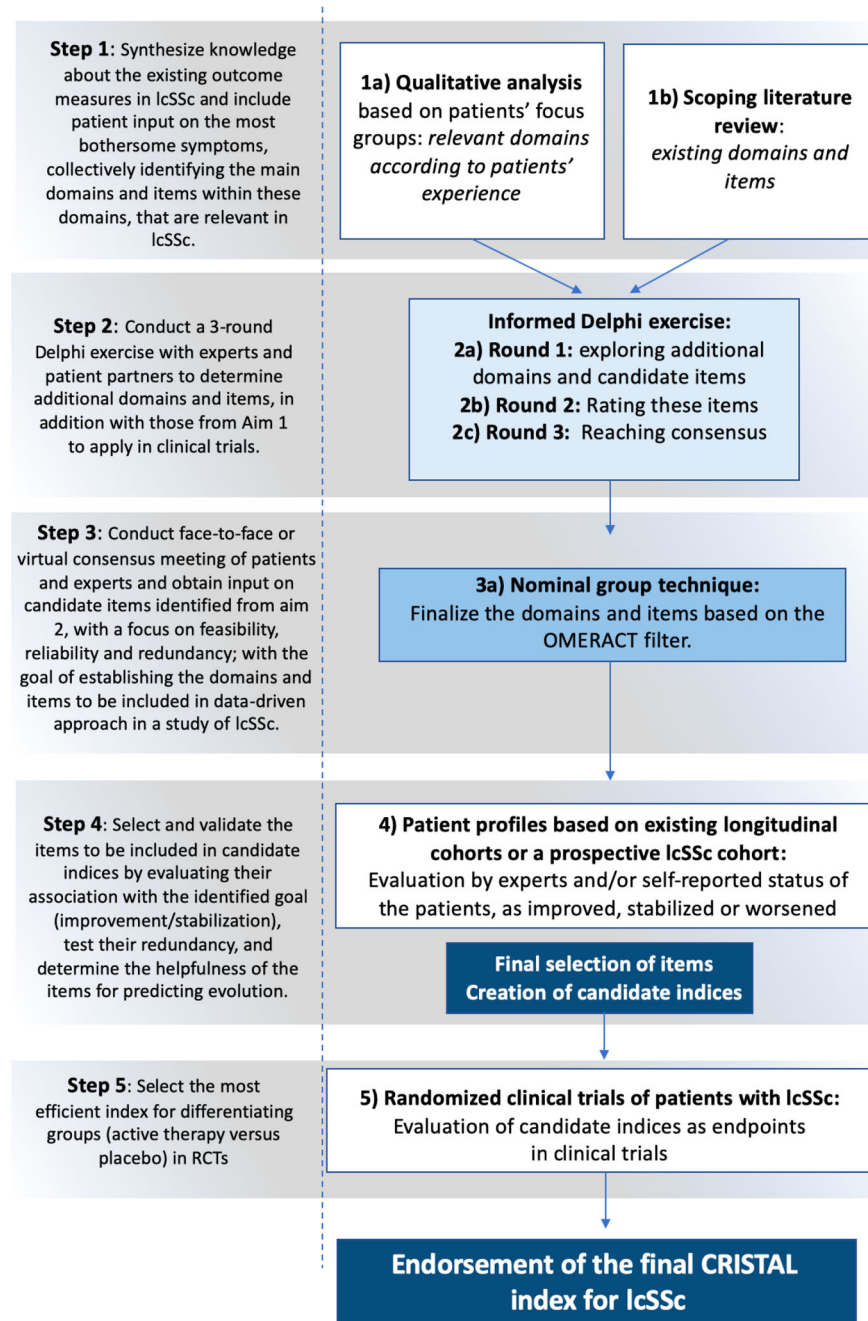 Step 1: Synthesize knowledge
about the existing outcome
measures in lcSSc and include
patient input on the most
bothersome symptoms,
collectively identifying the main
domains and items within these
domains, that are relevant in
lcSSc.
1a) Qualitative analysis
based on patients’ focus
groups: relevant domains
according to patients’
experience
1b) Scoping literature
review:
existing domains and
items
Step 2: Conduct a 3-round
Delphi exercise with experts and
patient partners to determine
additional domains and items, in
addition with those from Aim 1
to apply in clinical trials.
Informed Delphi exercise:
2a) Round 1: exploring additional
domains and candidate items
2b) Round 2: Rating these items
2c) Round 3: Reaching consensus
Step 3: Conduct face-to-face or
virtual consensus meeting of patients
and experts and obtain input on
candidate items identified from aim
2, with a focus on feasibility,
reliability and redundancy; with the
goal of establishing the domains and
items to be included in data-driven
approach in a study of lcSSc.
3a) Nominal group technique:
Finalize the domains and items based on the
OMERACT filter.
Step 4: Select and validate the
items to be included in candidate
indices by evaluating their
association with the identified goal
(improvement/stabilization),
test their redundancy, and
determine the helpfulness of the
items for predicting evolution.
4) Patient profiles based on existing longitudinal
cohorts or a prospective lcSSc cohort:
Evaluation by experts and/or self-reported status of
the patients, as improved, stabilized or worsened
Final selection of items
Creation of candidate indices
Step 5: Select the most
efficient index for differentiating
groups (active therapy versus
placebo) in RCTs
5) Randomized clinical trials of patients with lcSSc:
Evaluation of candidate indices as endpoints
in clinical trials
Endorsement of the final CRISTAL
index for lcSSc